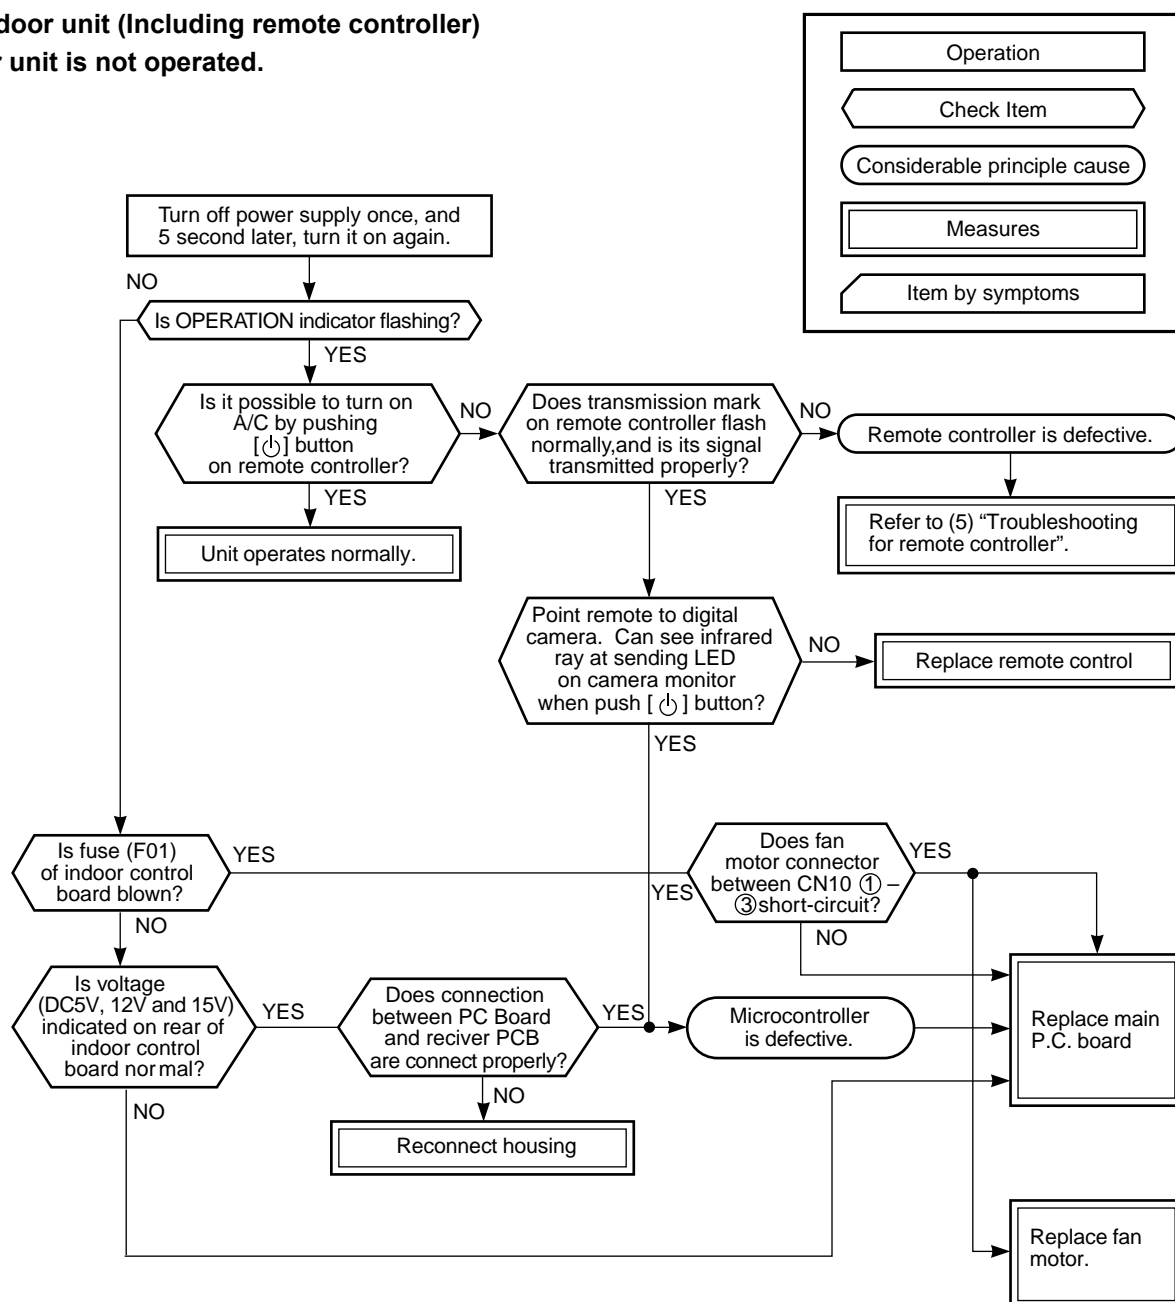 door unit (Including remote controller)
unit is not operated.
Operation
Check Item
Considerable principle cause
Measures
Item by symptoms
Turn off power supply once, and
5 second later, turn it on again.
NO
Is OPERATION indicator flashing?
YES
Is it possible to turn on
A/C by pushing
[⏻] button
on remote controller?
NO
Does transmission mark
on remote controller flash
normally,and is its signal
transmitted properly?
NO
Remote controller is defective.
YES
YES
Unit operates normally.
Refer to (5) “Troubleshooting
for remote controller”.
Point remote to digital
camera. Can see infrared
ray at sending LED
on camera monitor
when push [ ⏻ ] button?
NO
Replace remote control
YES
Is fuse (F01)
of indoor control
board blown?
YES
Does fan
motor connector
between CN10 ① –
③short-circuit?
YES
YES
NO
NO
Is voltage
(DC5V, 12V and 15V)
indicated on rear of
indoor control
board normal?
YES
Does connection
between PC Board
and reciver PCB
are connect properly?
YES
Microcontroller
is defective.
Replace main
P.C. board
NO
NO
Reconnect housing
Replace fan
motor.